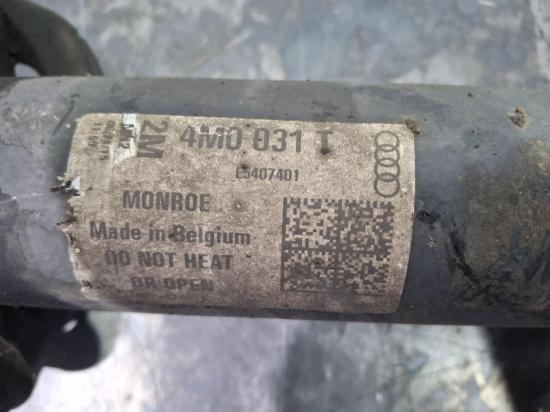 2M
4M0 031 T
E5407401
MONROE
Made in Belgium
DO NOT HEAT
OR OPEN